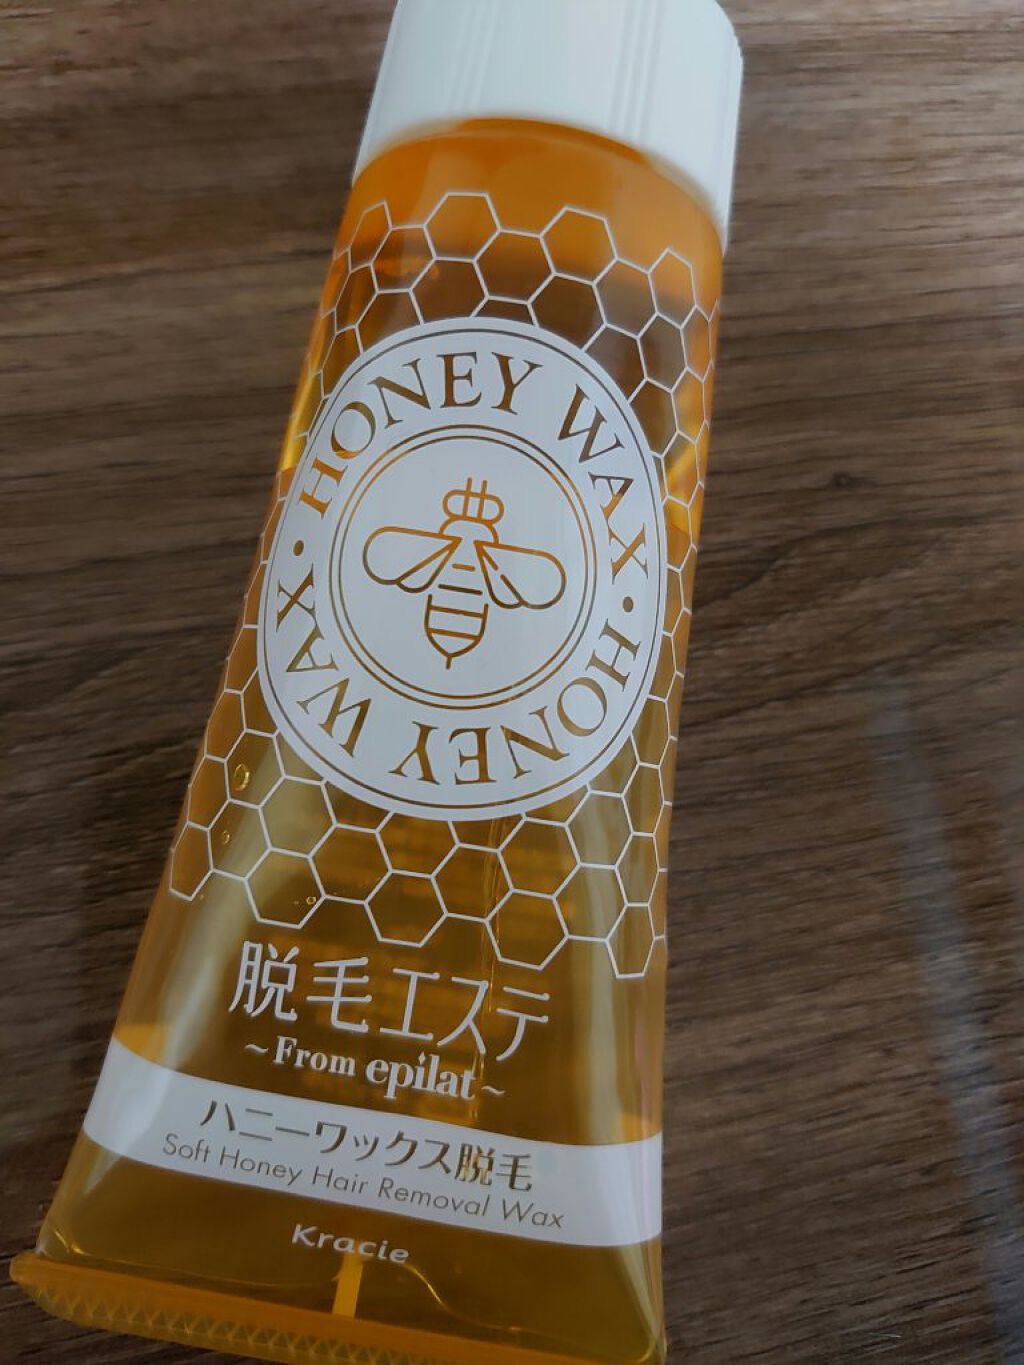 HONEY WAX • HONEY WAX •
脱毛エステ
~From epilat~
ハニーワックス脱毛
Soft Honey Hair Removal Wax
Kracie